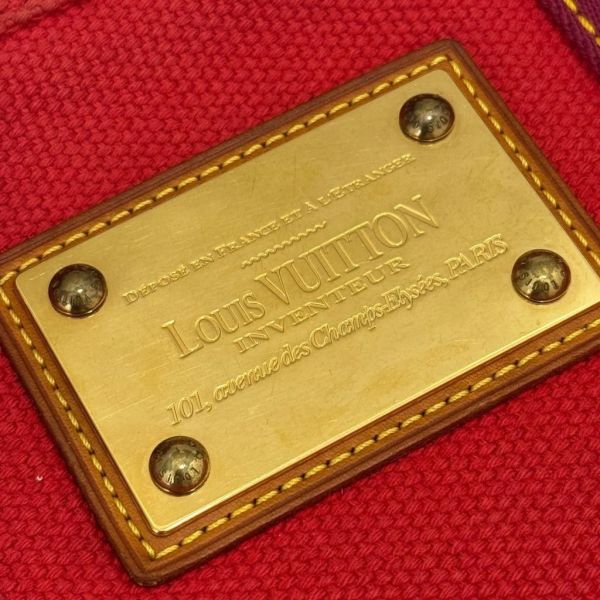 DÉPOSÉ EN FRANCE ET À L'ÉTRANGER
LOUIS VUITTON
INVENTEUR
101, avenue des Champs-Elysées, PARIS